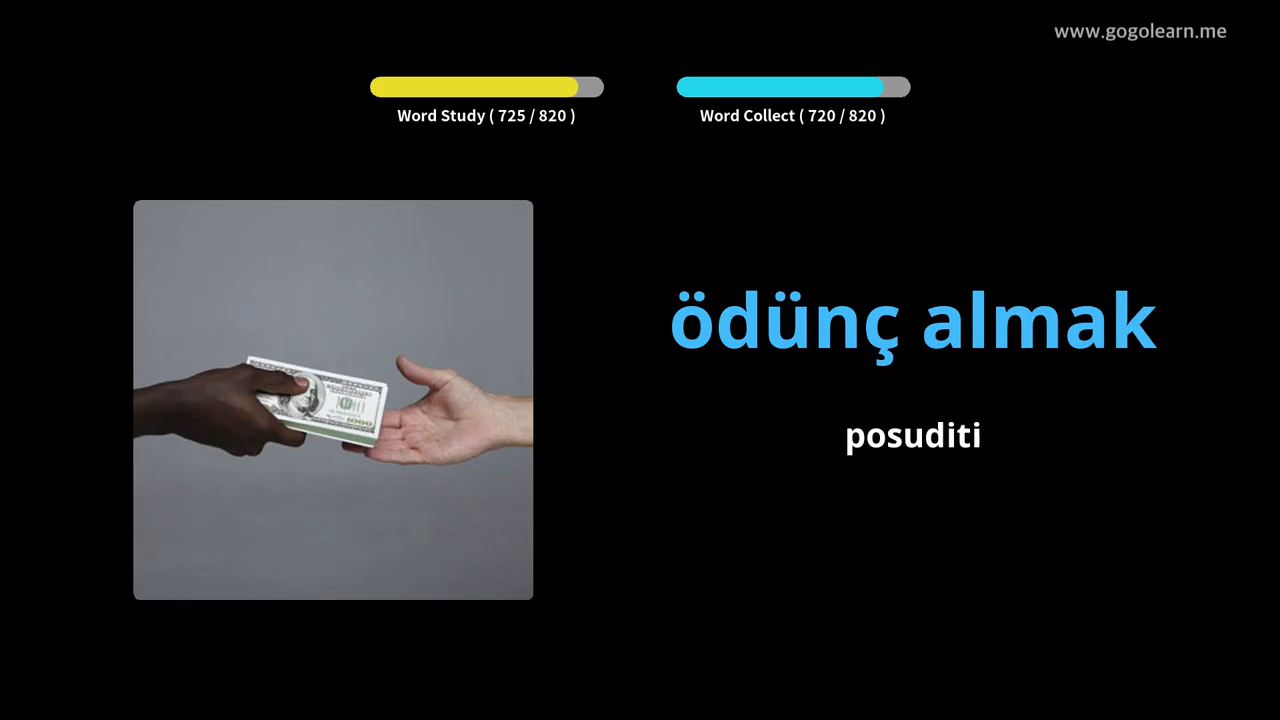 www.gogolearn.me
Word Study ( 725 / 820 )
Word Collect ( 720 / 820 )
ödünç almak
posuditi